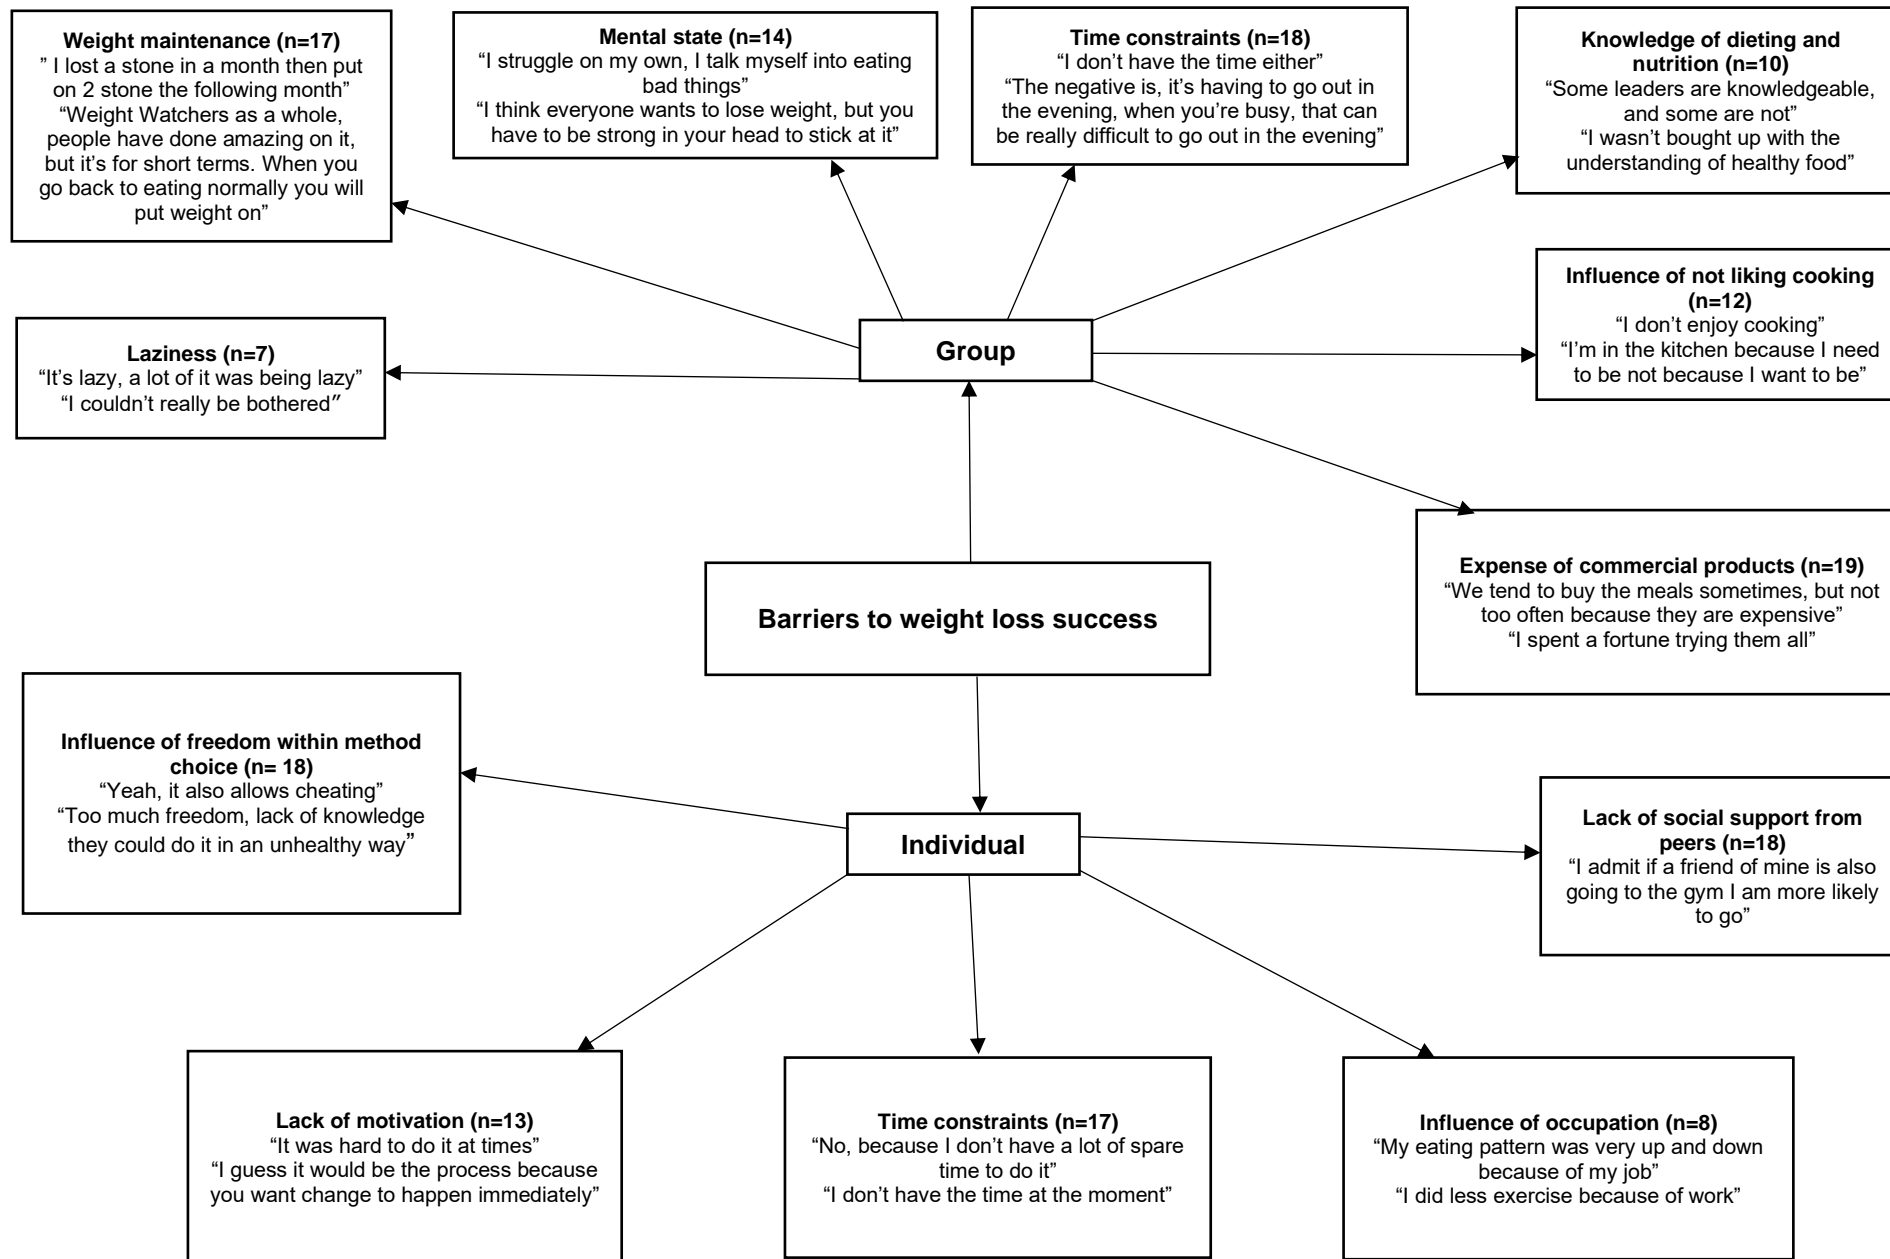 Weight maintenance (n=17)
” I lost a stone in a month then put
on 2 stone the following month”
“Weight Watchers as a whole,
people have done amazing on it,
but it’s for short terms. When you
go back to eating normally you will
put weight on”
Mental state (n=14)
“I struggle on my own, I talk myself into eating
bad things”
“I think everyone wants to lose weight, but you
have to be strong in your head to stick at it”
Time constraints (n=18)
“I don’t have the time either”
“The negative is, it’s having to go out in
the evening, when you’re busy, that can
be really difficult to go out in the evening”
Knowledge of dieting and
nutrition (n=10)
“Some leaders are knowledgeable,
and some are not”
“I wasn’t bought up with the
understanding of healthy food”
Laziness (n=7)
“It’s lazy, a lot of it was being lazy”
“I couldn’t really be bothered”
Group
Influence of not liking cooking
(n=12)
“I don’t enjoy cooking”
“I’m in the kitchen because I need
to be not because I want to be”
Expense of commercial products (n=19)
“We tend to buy the meals sometimes, but not
too often because they are expensive”
“I spent a fortune trying them all”
Barriers to weight loss success
Influence of freedom within method
choice (n= 18)
“Yeah, it also allows cheating”
“Too much freedom, lack of knowledge
they could do it in an unhealthy way”
Individual
Lack of social support from
peers (n=18)
“I admit if a friend of mine is also
going to the gym I am more likely
to go”
Lack of motivation (n=13)
“It was hard to do it at times”
“I guess it would be the process because
you want change to happen immediately”
Time constraints (n=17)
“No, because I don’t have a lot of spare
time to do it”
“I don’t have the time at the moment”
Influence of occupation (n=8)
“My eating pattern was very up and down
because of my job”
“I did less exercise because of work”